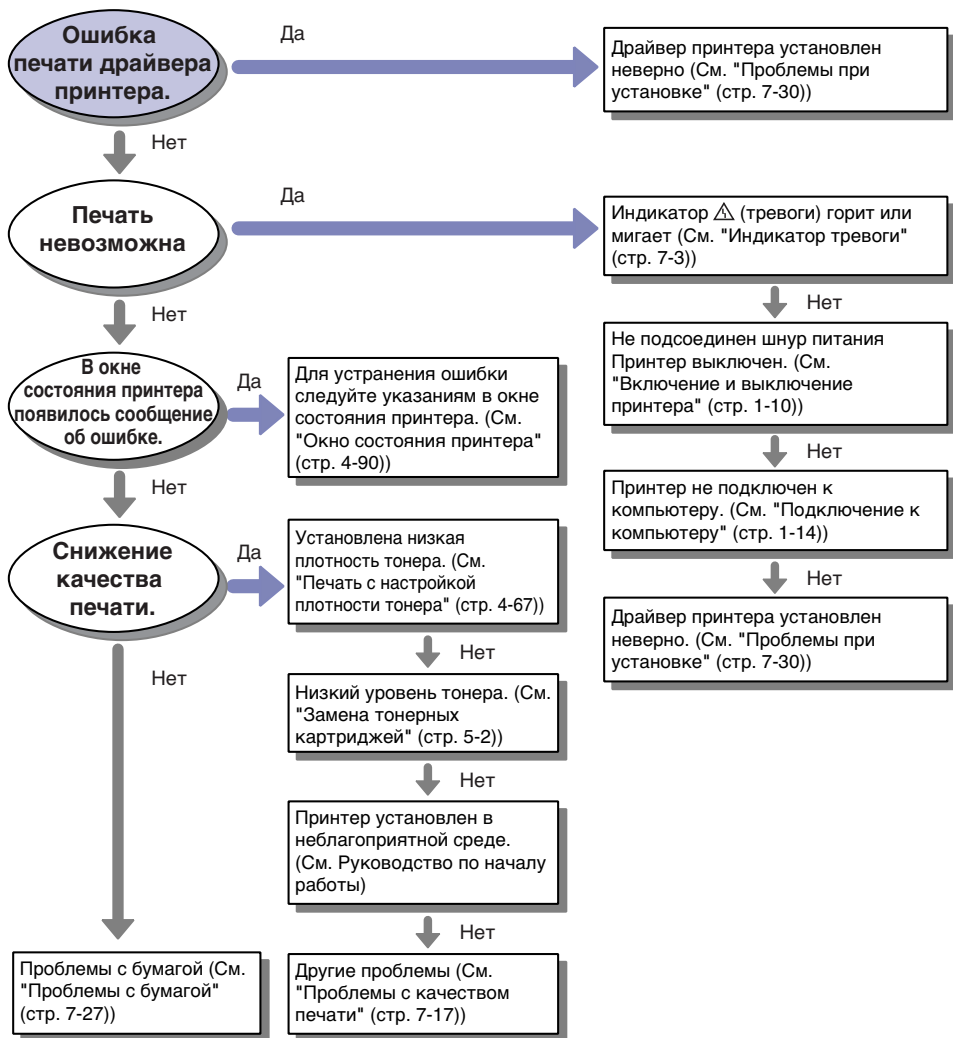 Ошибка
печати драйвера
принтера.
Да
Драйвер принтера установлен
неверно (См. "Проблемы при
установке" (стр. 7-30))
Нет
Печать
невозможна
Да
Индикатор ⚠ (тревоги) горит или
мигает (См. "Индикатор тревоги"
(стр. 7-3))
Нет
Не подсоединен шнур питания
Принтер выключен. (См.
"Включение и выключение
принтера" (стр. 1-10))
Нет
Принтер не подключен к
компьютеру. (См. "Подключение к
компьютеру" (стр. 1-14))
Нет
Драйвер принтера установлен
неверно. (См. "Проблемы при
установке" (стр. 7-30))
Нет
В окне
состояния принтера
появилось сообщение
об ошибке.
Да
Для устранения ошибки
следуйте указаниям в окне
состояния принтера. (См.
"Окно состояния принтера"
(стр. 4-90))
Нет
Снижение
качества
печати.
Да
Установлена низкая
плотность тонера. (См.
"Печать с настройкой
плотности тонера" (стр. 4-67))
Нет
Низкий уровень тонера. (См.
"Замена тонерных
картриджей" (стр. 5-2))
Нет
Принтер установлен в
неблагоприятной среде.
(См. Руководство по началу
работы)
Нет
Другие проблемы (См.
"Проблемы с качеством
печати" (стр. 7-17))
Нет
Проблемы с бумагой (См.
"Проблемы с бумагой"
(стр. 7-27))